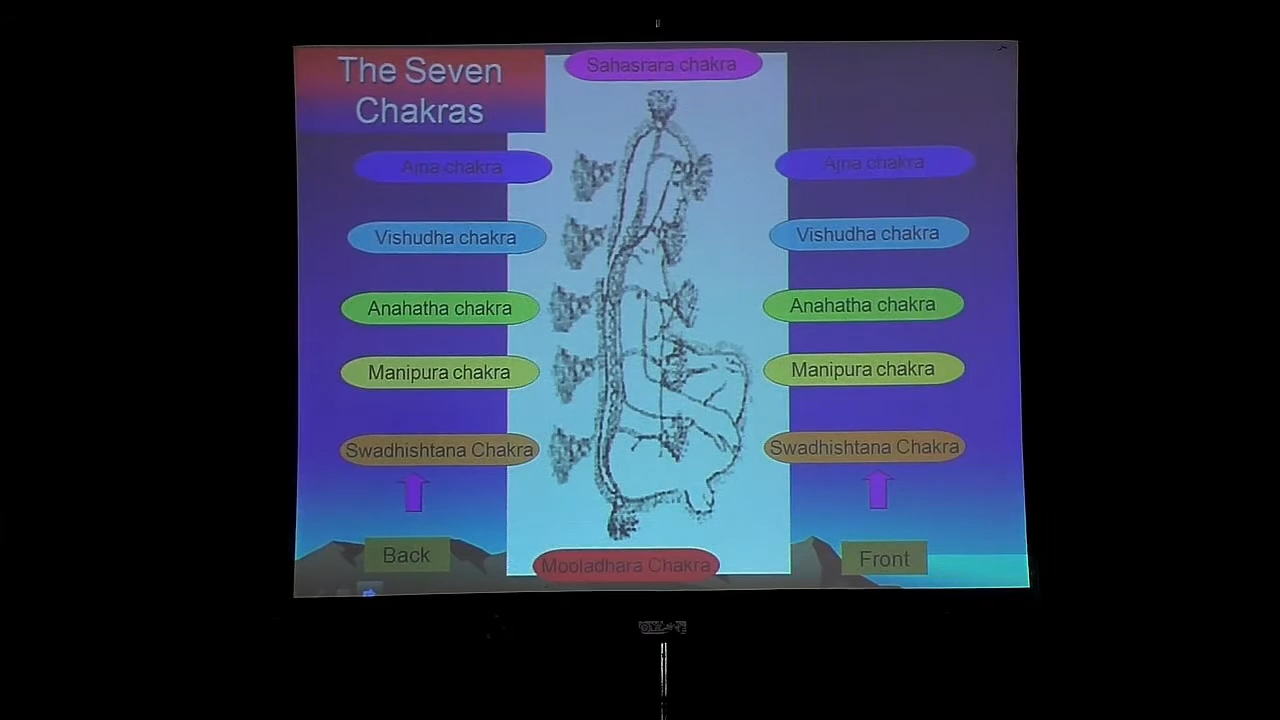 The Seven
Chakras
Sahasrara chakra
Ajna chakra
Ajna chakra
Vishudha chakra
Vishudha chakra
Anahatha chakra
Anahatha chakra
Manipura chakra
Manipura chakra
Swadhishtana Chakra
Swadhishtana Chakra
Back
Front
Mooladhara Chakra